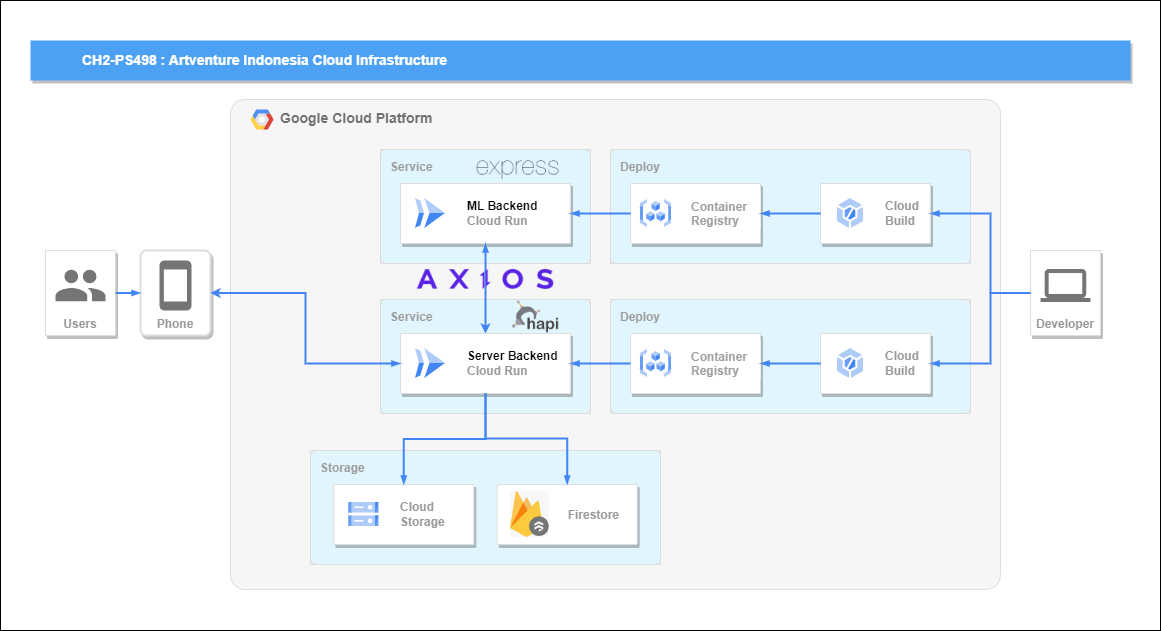 CH2-PS498 : Artventure Indonesia Cloud Infrastructure
Google Cloud Platform
Service
express
ML Backend
Cloud Run
Deploy
Container
Registry
Cloud
Build
AXIOS
Users
Phone
Developer
Service
hapi
Server Backend
Cloud Run
Deploy
Container
Registry
Cloud
Build
Storage
Cloud
Storage
Firestore